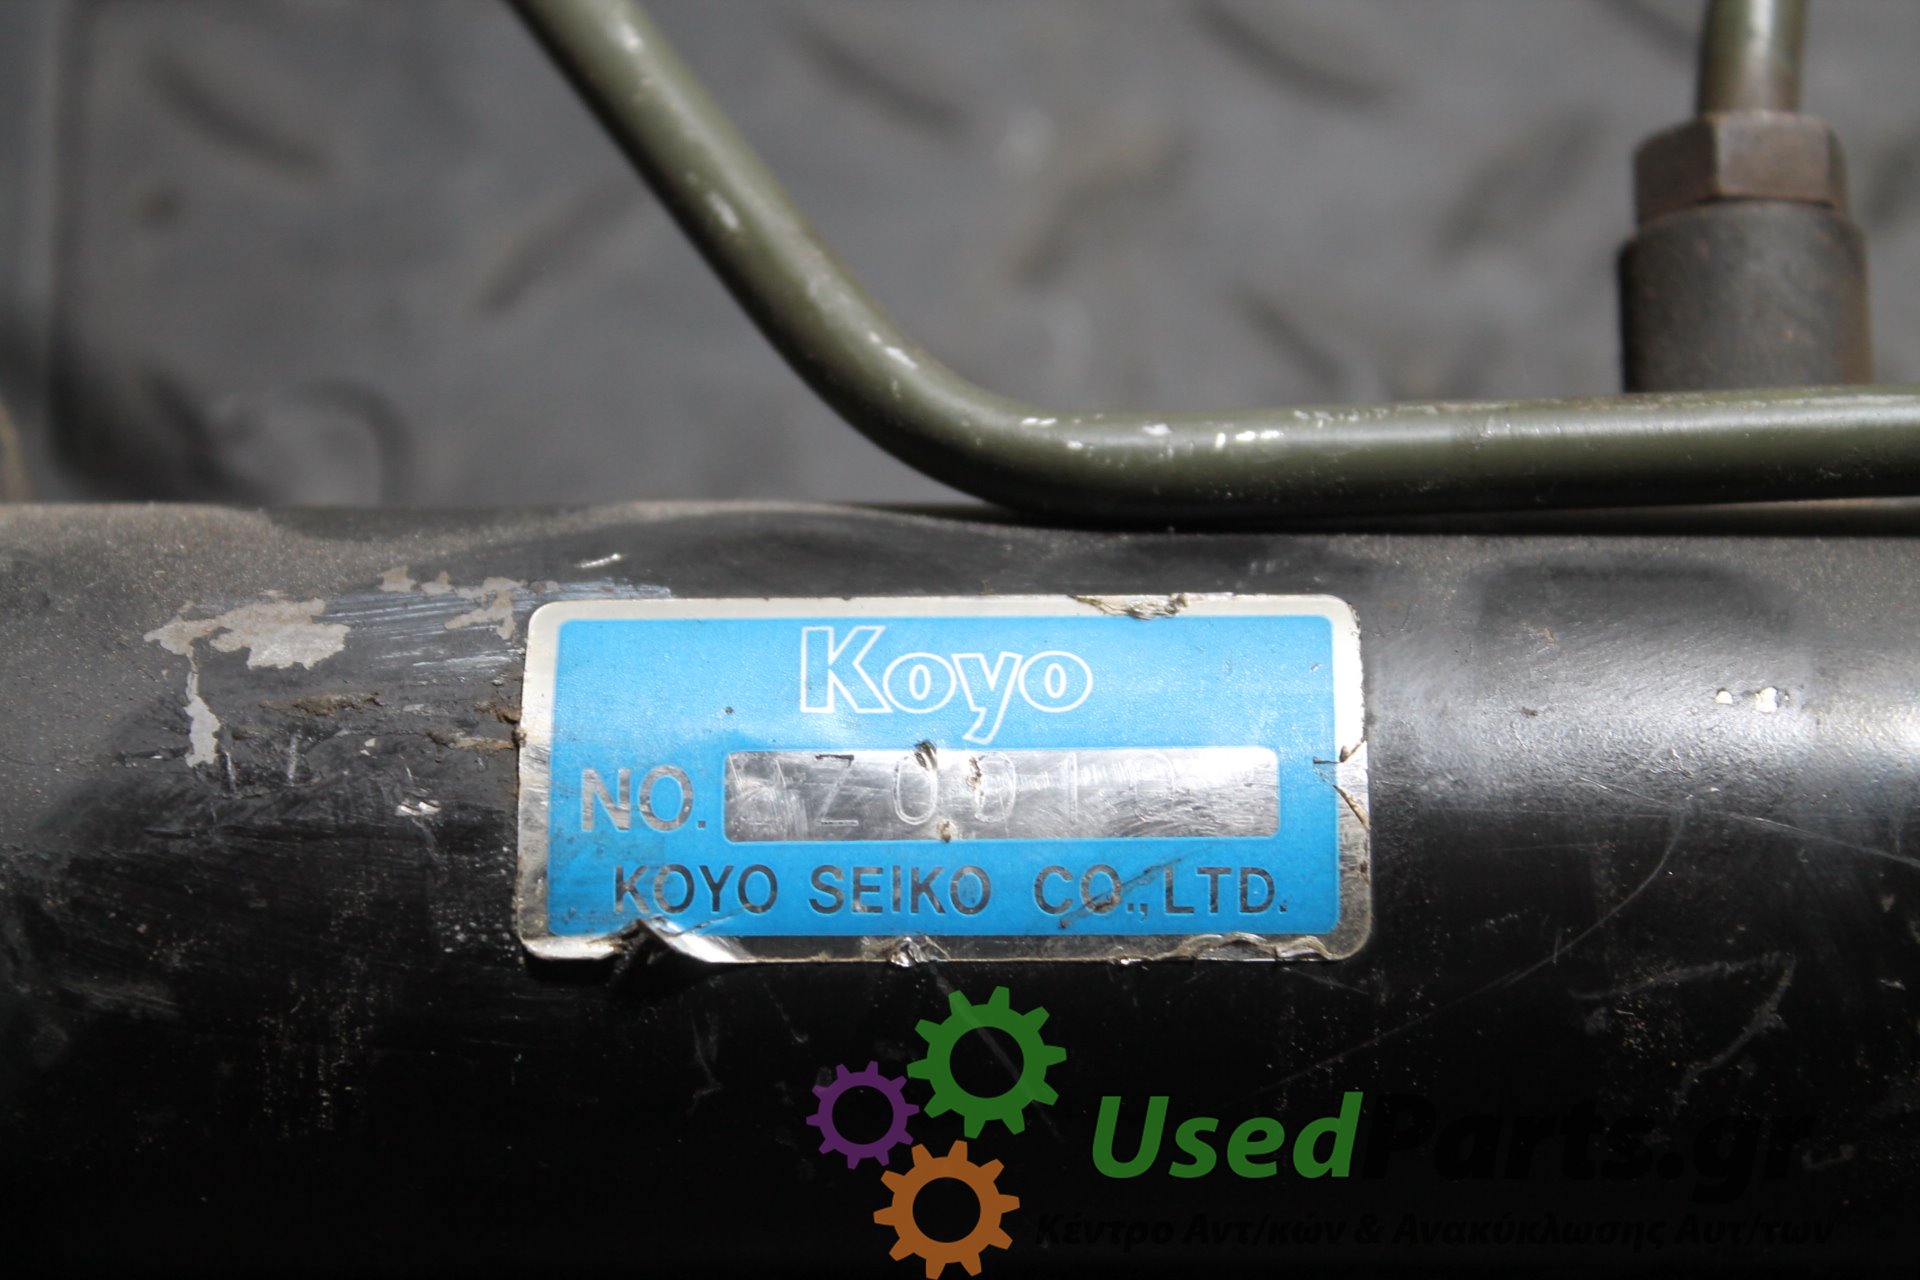 Koyo
NO.
KOYO SEIKO CO.,LTD.
UsedParts.gr
Κέντρο Αντ/κών & Ανακύκλωσης Αυτ/των